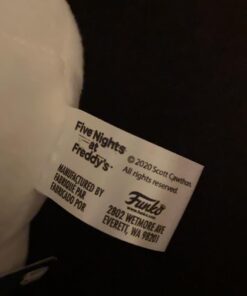 Five Nights
at
Freddy's™
© 2020 Scott Cawthon.
All rights reserved.
MANUFACTURED BY
FABRIQUÉ PAR
FABRICADO POR
Funko
2802 WETMORE AVE
EVERETT, WA 98201